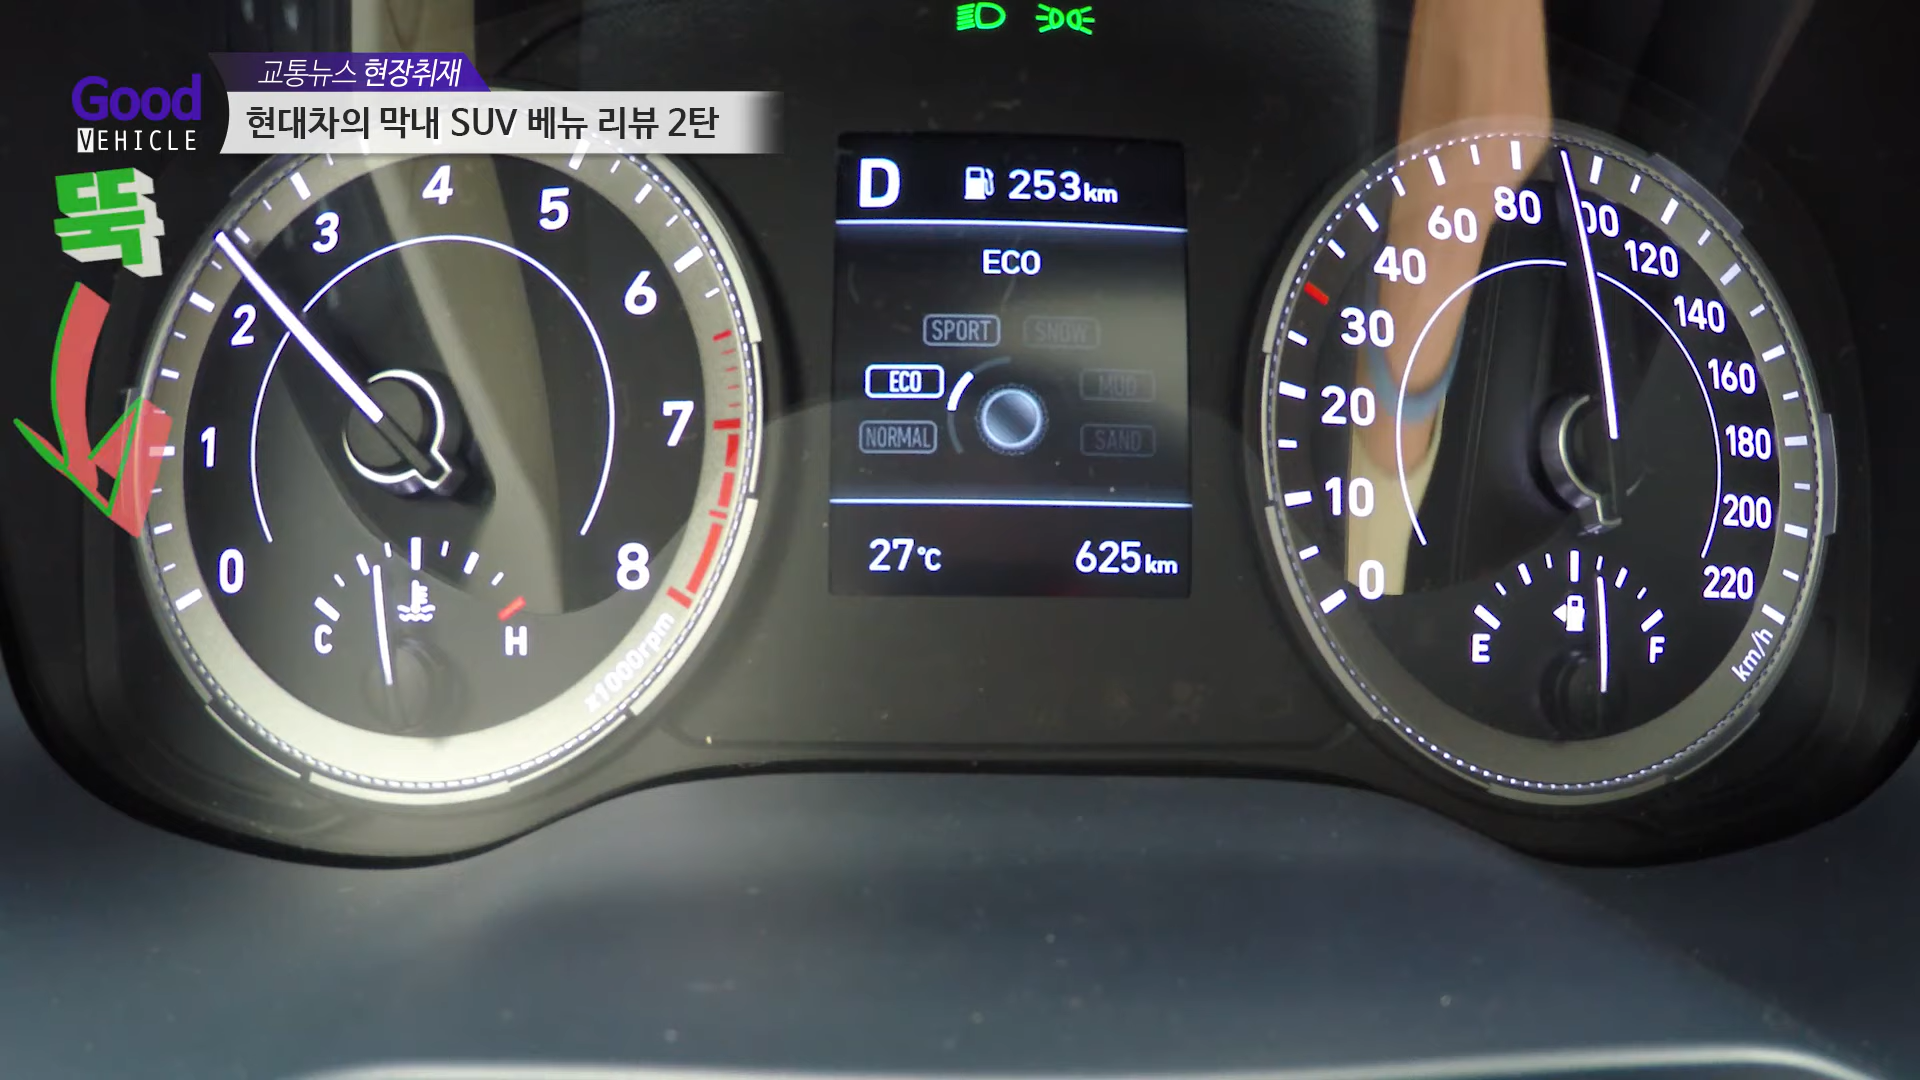 교통뉴스 현장취재
Good
VEHICLE
현대차의 막내 SUV 베뉴 리뷰 2탄
뚝
D 253km
ECO
SPORT SNOW
ECO MUD
NORMAL SAND
27°C 625km
0 1 2 3 4 5 6 7 8
x1000rpm
C H
0 10 20 30 40 60 80 00 120 140 160 180 200 220
km/h
E F